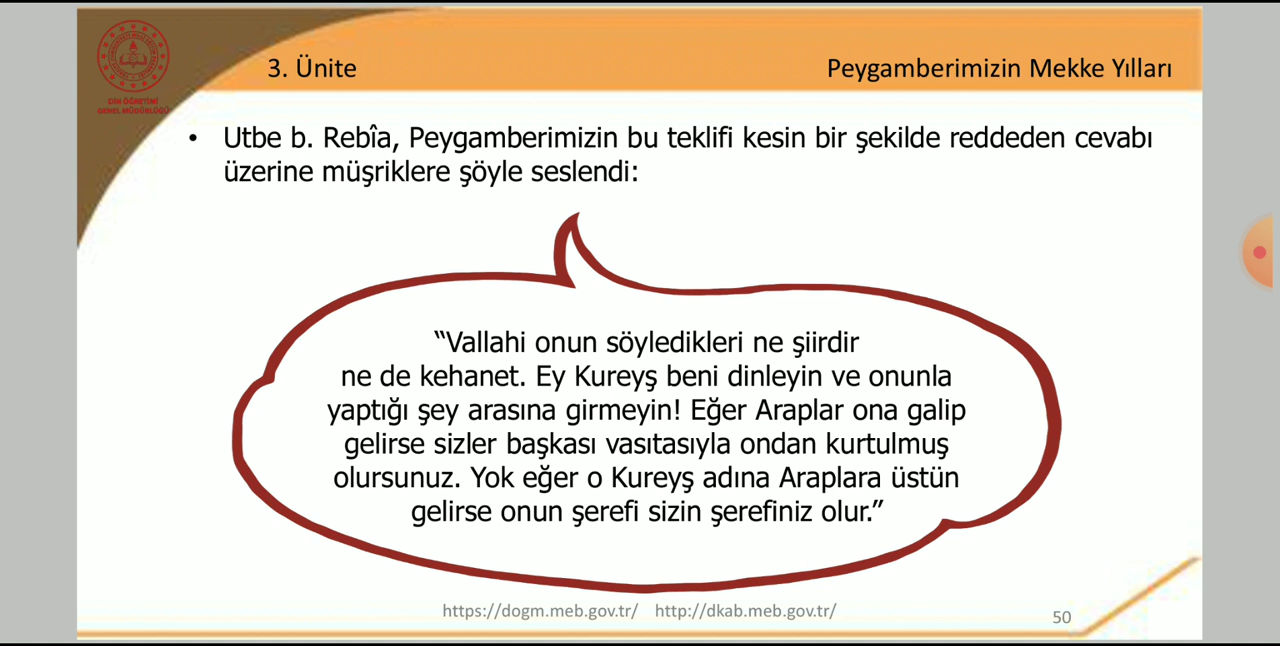 3. Ünite
Peygamberimizin Mekke Yılları
DİN ÖĞRETİMİ
GENEL MÜDÜRLÜĞÜ
• Utbe b. Rebîa, Peygamberimizin bu teklifi kesin bir şekilde reddeden cevabı
üzerine müşriklere şöyle seslendi:
“Vallahi onun söyledikleri ne şiirdir
ne de kehanet. Ey Kureyş beni dinleyin ve onunla
yaptığı şey arasına girmeyin! Eğer Araplar ona galip
gelirse sizler başkası vasıtasıyla ondan kurtulmuş
olursunuz. Yok eğer o Kureyş adına Araplara üstün
gelirse onun şerefi sizin şerefiniz olur.”
https://dogm.meb.gov.tr/ http://dkab.meb.gov.tr/
50